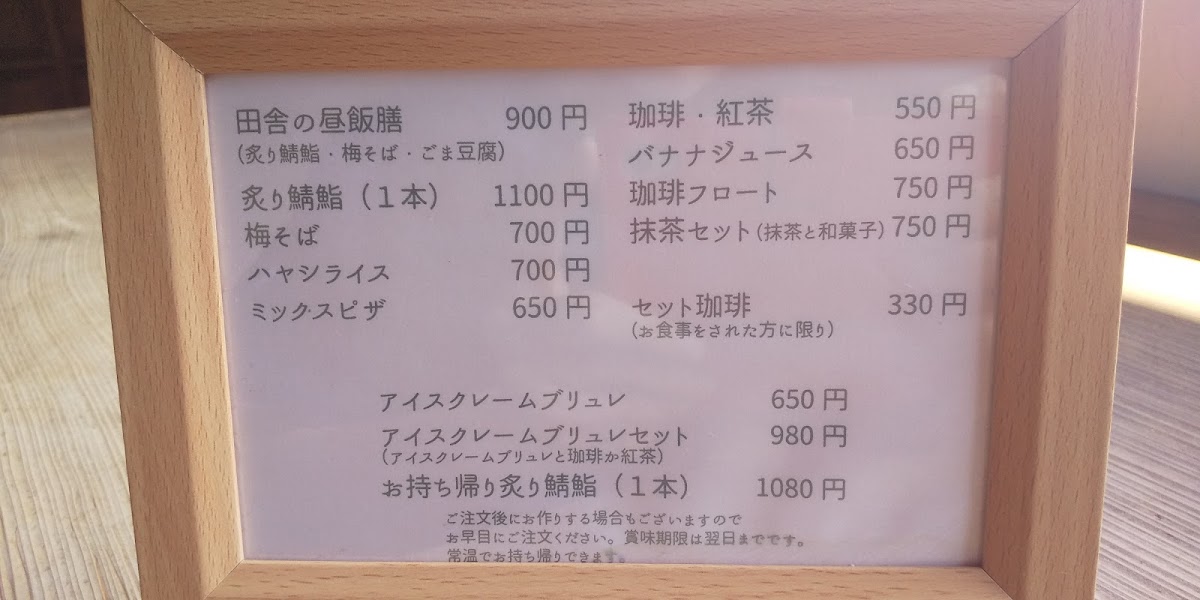 田舎の昼飯膳 900円
(炙り鯖鮨・梅そば・ごま豆腐)
炙り鯖鮨(1本) 1100円
梅そば 700円
ハヤシライス 700円
ミックスピザ 650円
珈琲・紅茶 550円
バナナジュース 650円
珈琲フロート 750円
抹茶セット(抹茶と和菓子) 750円
セット珈琲 330円
(お食事をされた方に限り)
アイスクレームブリュレ 650円
アイスクレームブリュレセット 980円
(アイスクレームブリュレと珈琲か紅茶)
お持ち帰り炙り鯖鮨(1本) 1080円
ご注文後にお作りする場合もございますので
お早目にご注文ください。賞味期限は翌日までです。
常温でお持ち帰りできます。